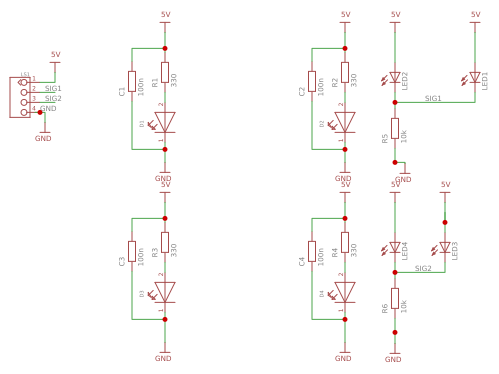 5V
5V
5V
5V
5V
LS1
1
2
3
4
SIG1
SIG2
GND
GND
C1
100n
R1
330
2
D1
1
GND
C2
100n
R2
330
2
D2
1
GND
LED2
LED1
SIG1
R5
10k
GND
5V
5V
5V
5V
C3
100n
R3
330
2
D3
1
GND
C4
100n
R4
330
2
D4
1
GND
LED4
LED3
SIG2
R6
10k
GND